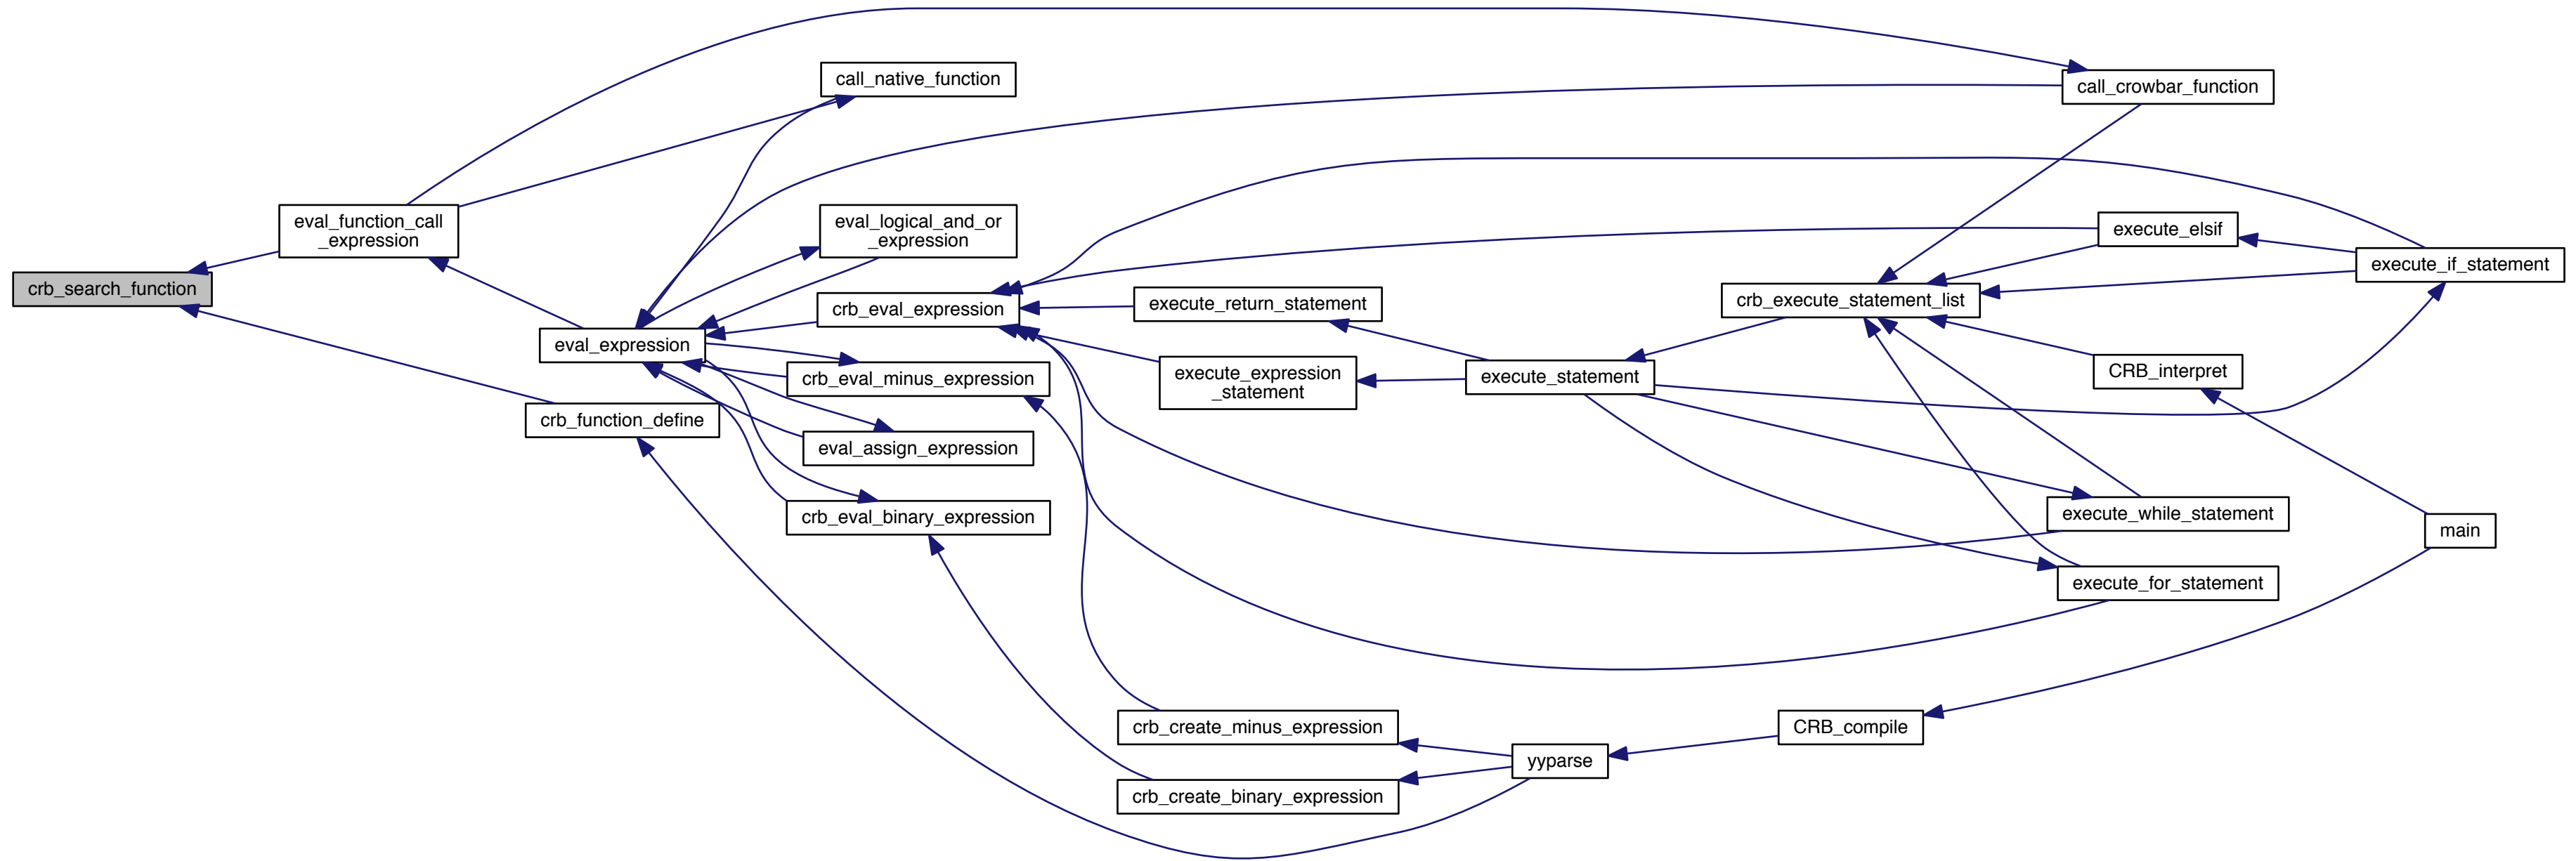 crb_search_function
eval_function_call
_expression
crb_function_define
eval_expression
call_native_function
eval_logical_and_or
_expression
crb_eval_expression
crb_eval_minus_expression
eval_assign_expression
crb_eval_binary_expression
execute_return_statement
execute_expression
_statement
crb_create_minus_expression
crb_create_binary_expression
execute_statement
yyparse
crb_execute_statement_list
CRB_compile
call_crowbar_function
execute_elsif
CRB_interpret
execute_while_statement
execute_for_statement
execute_if_statement
main